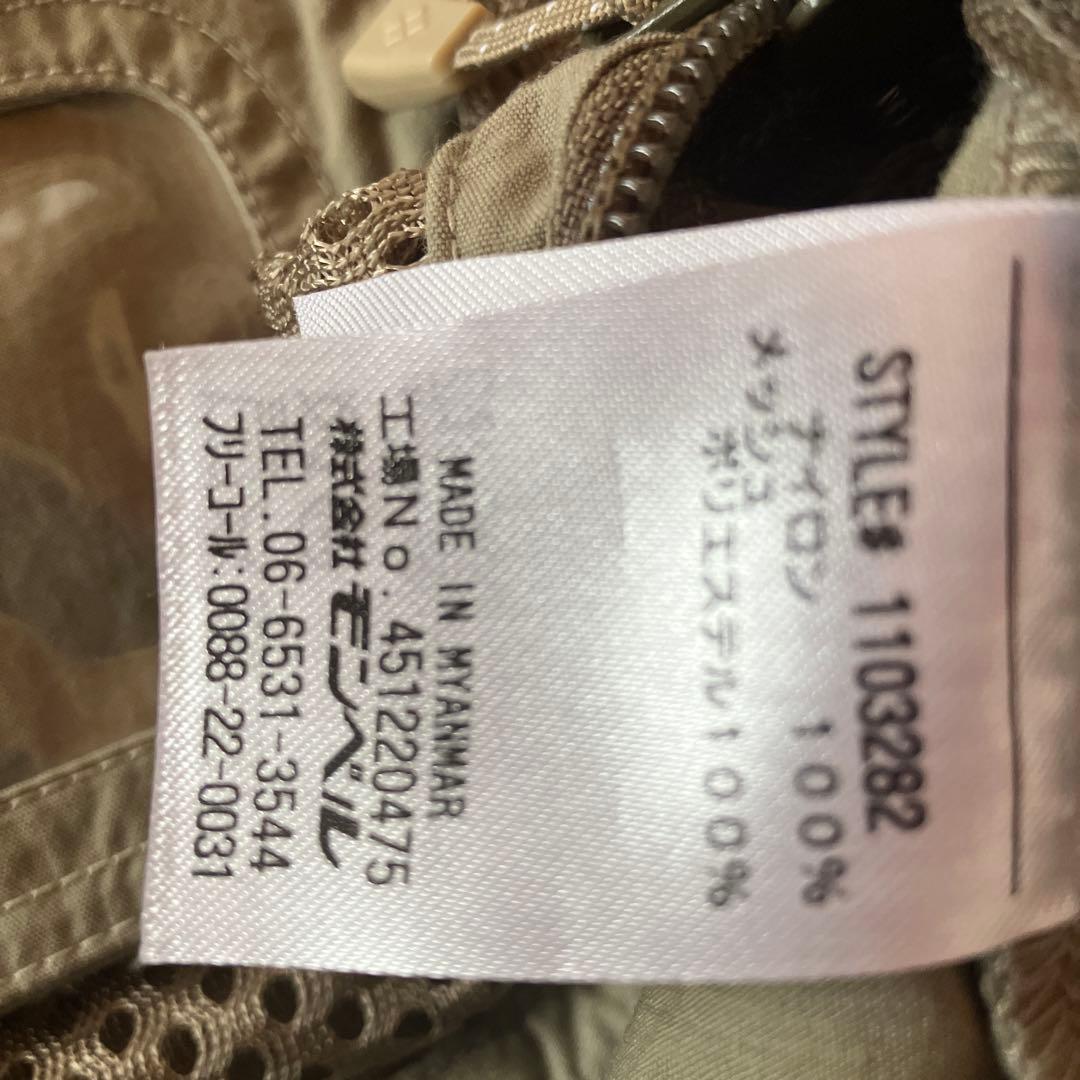 STYLE# 1103282
ナイロン 100%
メッシュ
ポリエステル100%
MADE IN MYANMAR
工場No.451220475
株式会社モンベル
TEL.06-6531-3544
フリーコール:0088-22-0031